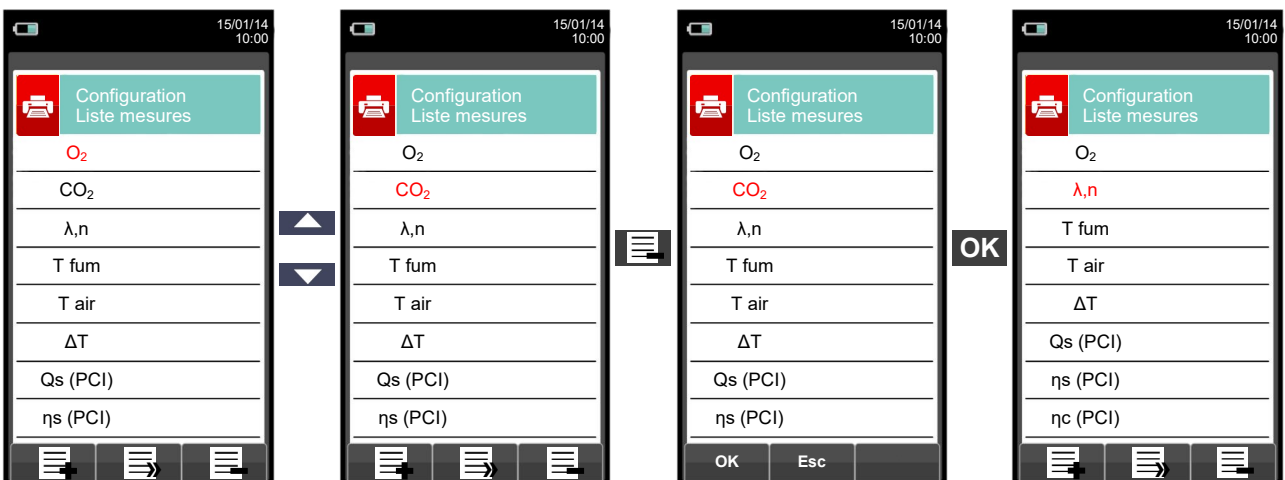 15/01/14
10:00
Configuration
Liste mesures
O₂
CO₂
λ,n
T fum
T air
ΔT
Qs (PCI)
ηs (PCI)
15/01/14
10:00
Configuration
Liste mesures
O₂
CO₂
λ,n
T fum
T air
ΔT
Qs (PCI)
ηs (PCI)
15/01/14
10:00
Configuration
Liste mesures
O₂
CO₂
λ,n
T fum
T air
ΔT
Qs (PCI)
ηs (PCI)
OK Esc
OK
15/01/14
10:00
Configuration
Liste mesures
O₂
λ,n
T fum
T air
ΔT
Qs (PCI)
ηs (PCI)
ηc (PCI)